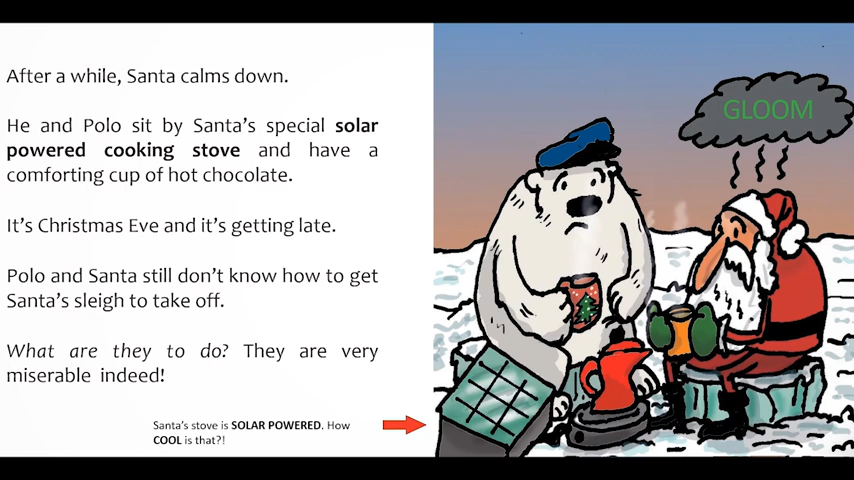 After a while, Santa calms down.
He and Polo sit by Santa's special solar
powered cooking stove and have a
comforting cup of hot chocolate.
It's Christmas Eve and it's getting late.
Polo and Santa still don't know how to get
Santa's sleigh to take off.
What are they to do? They are very
miserable indeed!
Santa's stove is SOLAR POWERED. How
COOL is that?!
GLOOM